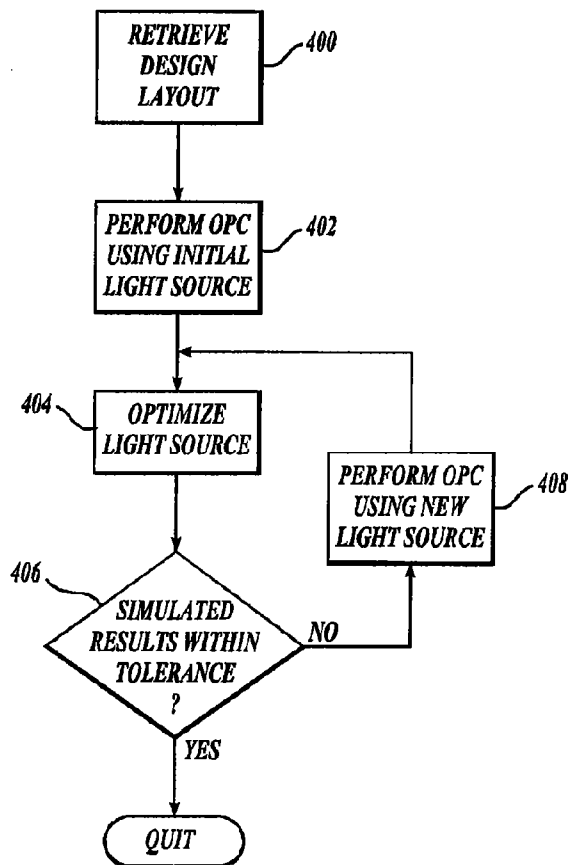 RETRIEVE
DESIGN
LAYOUT
400
PERFORM OPC
USING INITIAL
LIGHT SOURCE
402
404
OPTIMIZE
LIGHT SOURCE
PERFORM OPC
USING NEW
LIGHT SOURCE
408
406
SIMULATED
RESULTS WITHIN
TOLERANCE
?
NO
YES
QUIT